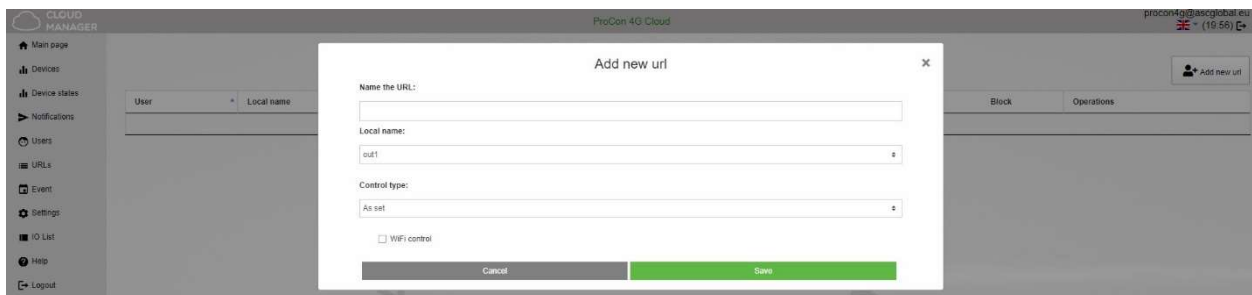 CLOUD
MANAGER
ProCon 4G Cloud
procon4g@ascglobal.eu
(19:56)
Main page
Devices
Device states
Notifications
Users
URLs
Event
Settings
IO List
Help
Logout
Add new url
User
Local name
Block
Operations
Add new url
Name the URL:
Local name:
out1
Control type:
As set
WiFi control
Cancel
Save